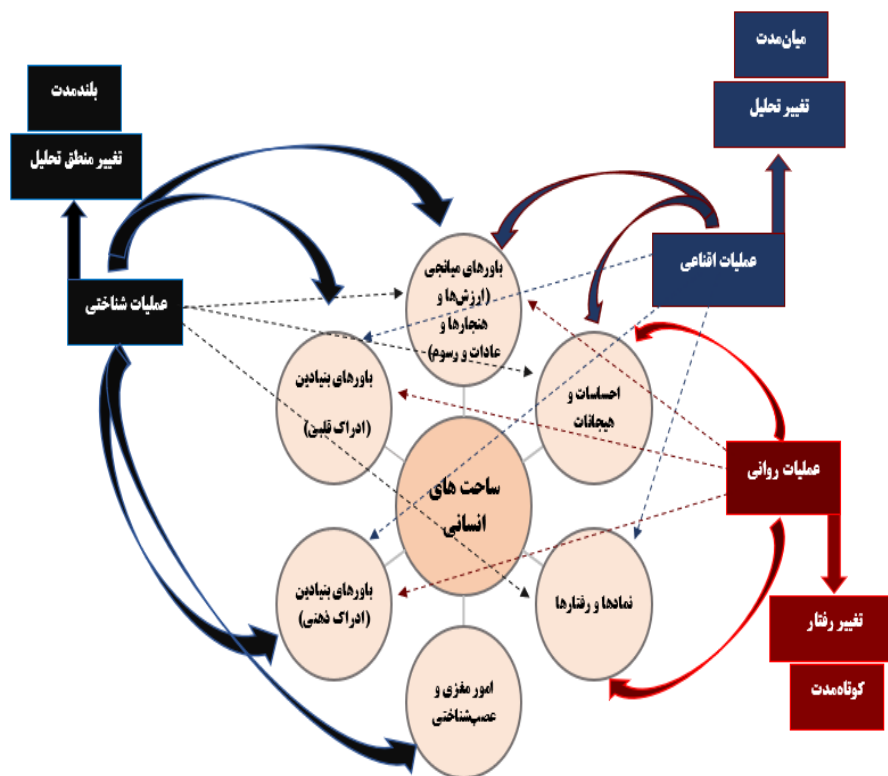 میان‌مدت
تغییر تحلیل
بلندمدت
تغییر منطق تحلیل
عملیات اقناعی
عملیات شناختی
باورهای میانجی
(ارزش‌ها و
هنجارها و
عادات و رسوم)
احساسات و
هیجانات
باورهای بنیادین
(ادراک قلبی)
عملیات روانی
ساحت های
انسانی
نمادها و رفتارها
باورهای بنیادین
(ادراک ذهنی)
تغییر رفتار
کوتاه‌مدت
امور مغزی و
عصب‌شناختی